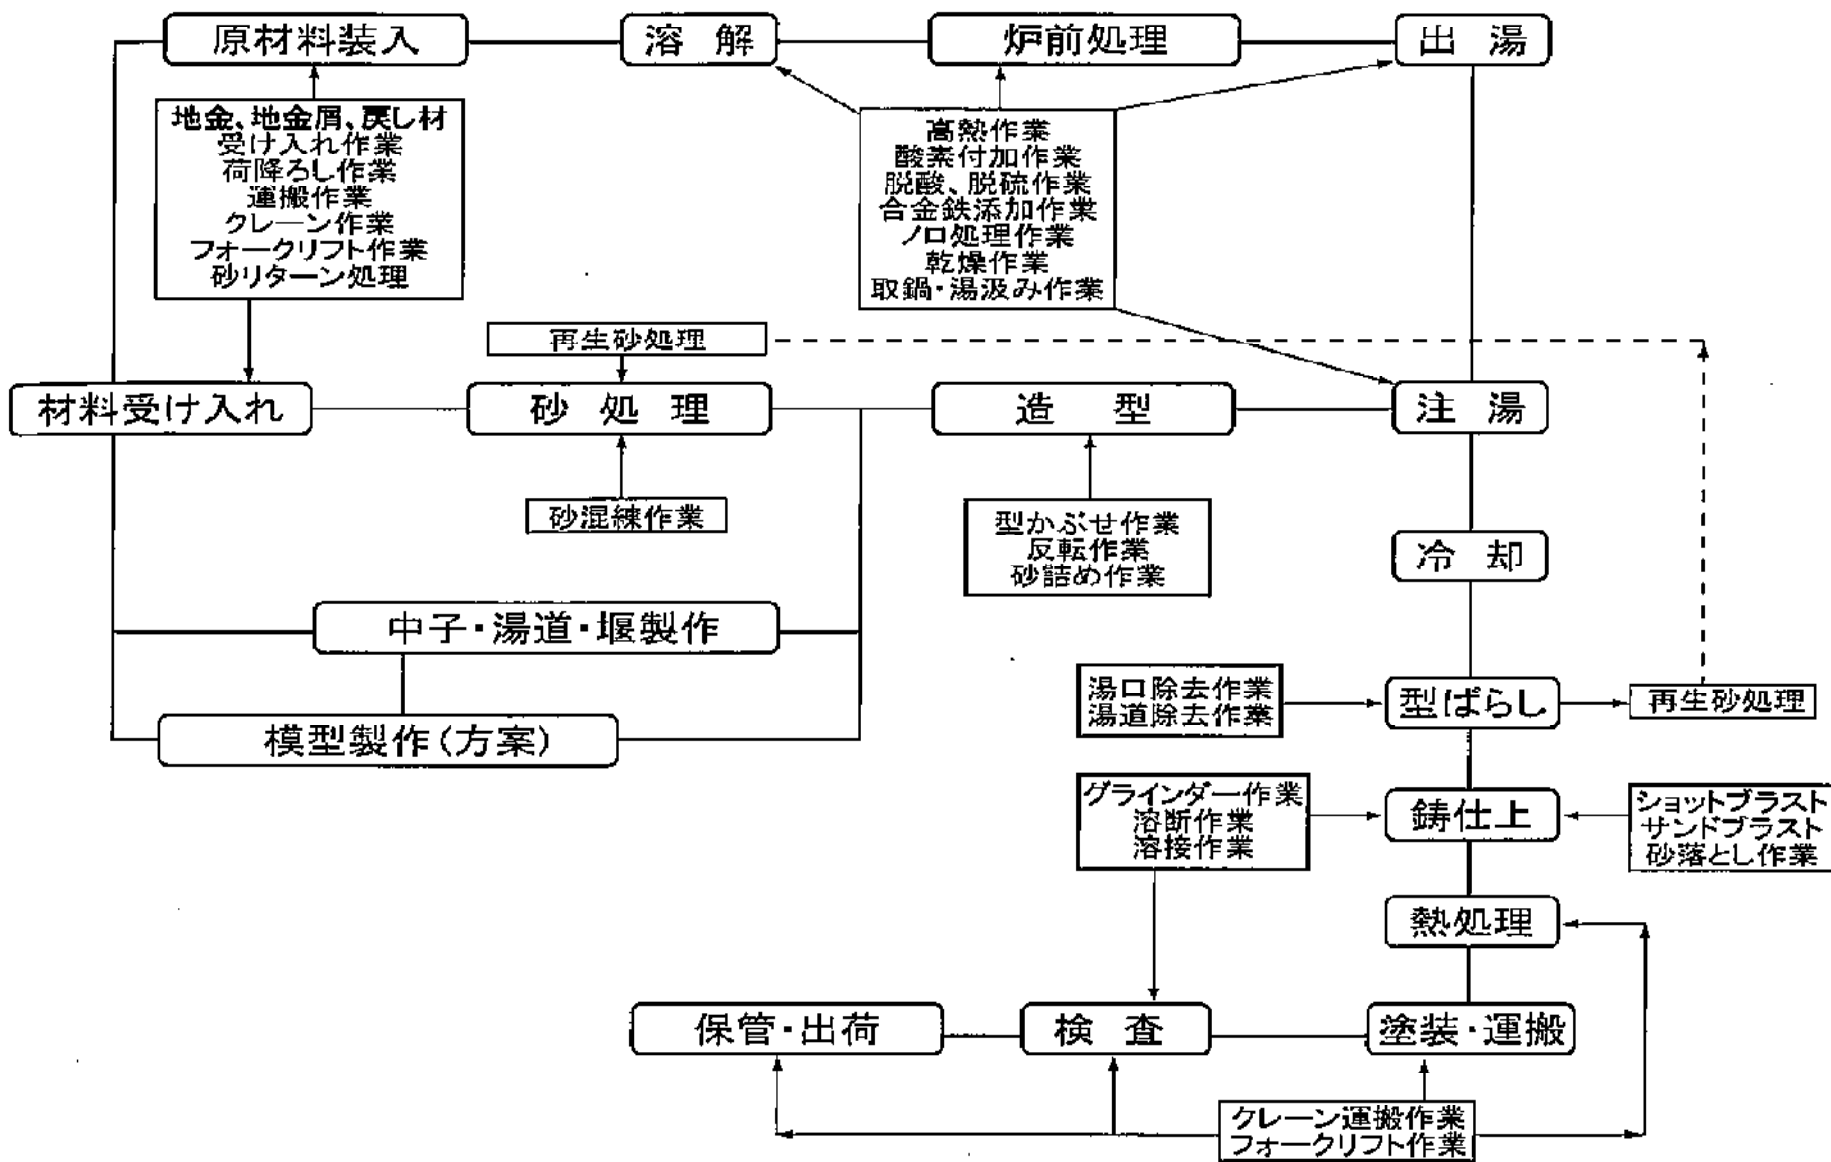 原材料装入
溶解
炉前処理
出湯
地金、地金屑、戻し材
受け入れ作業
荷降ろし作業
運搬作業
クレーン作業
フォークリフト作業
砂リターン処理
高熱作業
酸素付加作業
脱酸、脱硫作業
合金鉄添加作業
ノロ処理作業
乾燥作業
取鍋・湯汲み作業
再生砂処理
材料受け入れ
砂処理
造型
注湯
砂混練作業
型かぶせ作業
反転作業
砂詰め作業
冷却
中子・湯道・堰製作
模型製作(方案)
湯口除去作業
湯道除去作業
型ばらし
再生砂処理
グラインダー作業
溶断作業
溶接作業
鋳仕上
ショットブラスト
サンドブラスト
砂落とし作業
熱処理
保管・出荷
検査
塗装・運搬
クレーン運搬作業
フォークリフト作業